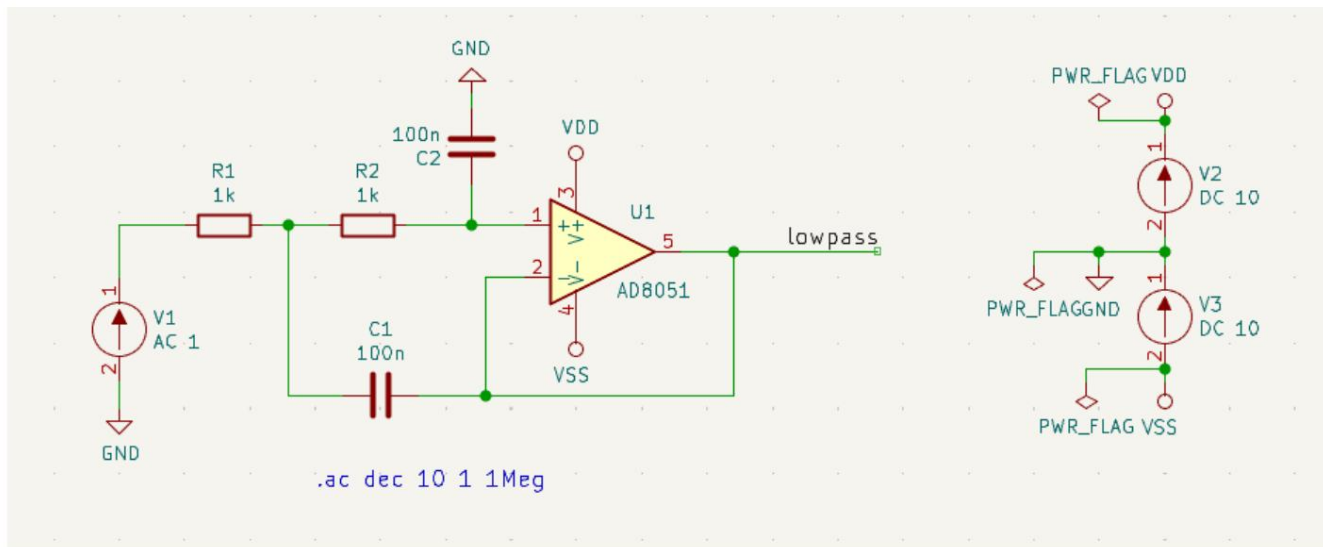 GND
PWR_FLAG VDD
100n
C2
VDD
3
1
R1
1k
R2
1k
1
U1
V2
DC 10
+
V+
5
lowpass
2
2
-
V-
AD8051
1
V1
AC 1
1
PWR_FLAG GND
V3
DC 10
4
C1
100n
2
2
VSS
PWR_FLAG VSS
GND
.ac dec 10 1 1Meg